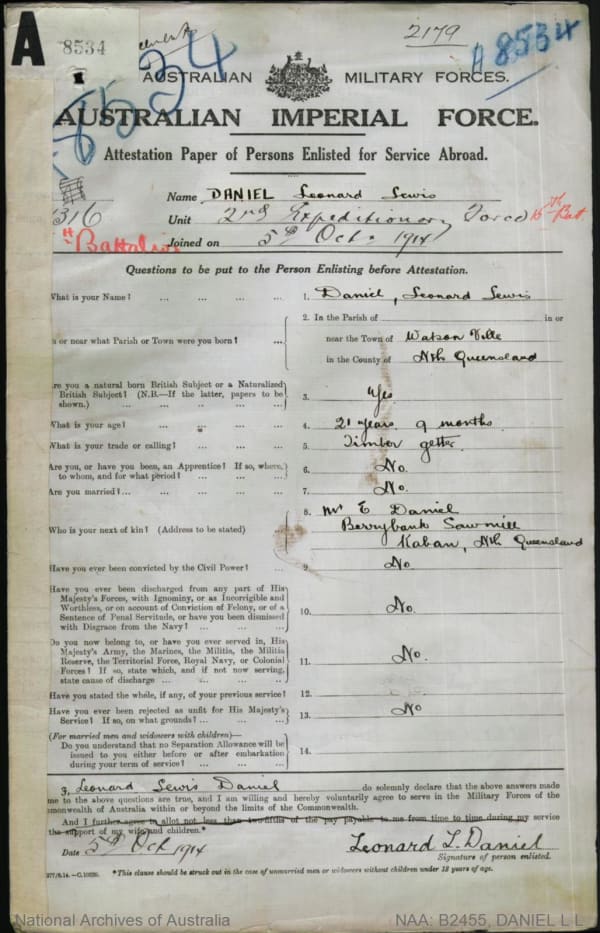 A
8534
2179
A 8534
8534
AUSTRALIAN MILITARY FORCES.
AUSTRALIAN IMPERIAL FORCE.
Attestation Paper of Persons Enlisted for Service Abroad.
Name DANIEL Leonard Lewis
1316 Unit 2nd Expeditionary Force 15th Batt
Battalion Joined on 5th Oct. 1914
Questions to be put to the Person Enlisting before Attestation.
What is your Name? ... ... ... ... 1. Daniel, Leonard Lewis
2. In the Parish of in or
n or near what Parish or Town were you born? ... near the Town of Watson Ville
in the County of Nth Queensland
Are you a natural born British Subject or a Naturalized
British Subject? (N.B.—If the latter, papers to be 3. Yes
shown.) ... ... ... ... ...
What is your age? ... ... ... ... 4. 21 years 9 months
What is your trade or calling? ... ... ... 5. Timber getter
Are you, or have you been, an Apprentice? If so, where, 6. No.
to whom, and for what period? ... ... ...
Are you married? ... ... ... ... ... 7. No.
8. Mr E Daniel
Who is your next of kin? (Address to be stated) ... Berrybank Sawmill
Kaban, Nth Queensland
Have you ever been convicted by the Civil Power? ... 9. No
Have you ever been discharged from any part of His
Majesty's Forces, with Ignominy, or as Incorrigible and
Worthless, or on account of Conviction of Felony, or of a 10. No.
Sentence of Penal Servitude, or have you been dismissed
with Disgrace from the Navy? ... ... ...
Do you now belong to, or have you ever served in, His
Majesty's Army, the Marines, the Militia, the Militia
Reserve, the Territorial Force, Royal Navy, or Colonial 11. No.
Forces? If so, state which, and if not now serving,
state cause of discharge ... ... ... ...
Have you stated the whole, if any, of your previous service? 12.
Have you ever been rejected as unfit for His Majesty's 13. No
Service? If so, on what grounds? ... ... ...
(For married men and widowers with children)—
Do you understand that no Separation Allowance will be
issued to you either before or after embarkation 14.
during your term of service? ... ... ...
I, Leonard Lewis Daniel do solemnly declare that the above answers made
me to the above questions are true, and I am willing and hereby voluntarily agree to serve in the Military Forces of the
monwealth of Australia within or beyond the limits of the Commonwealth.
And I further agree to allot not less than two-fifths of the pay payable to me from time to time during my service
the support of my wife and children.*
Date 5th Oct 1914 Leonard L. Daniel
Signature of person enlisted.
*This clause should be struck out in the case of unmarried men or widowers without children under 18 years of age.
National Archives of Australia NAA: B2455, DANIEL L L